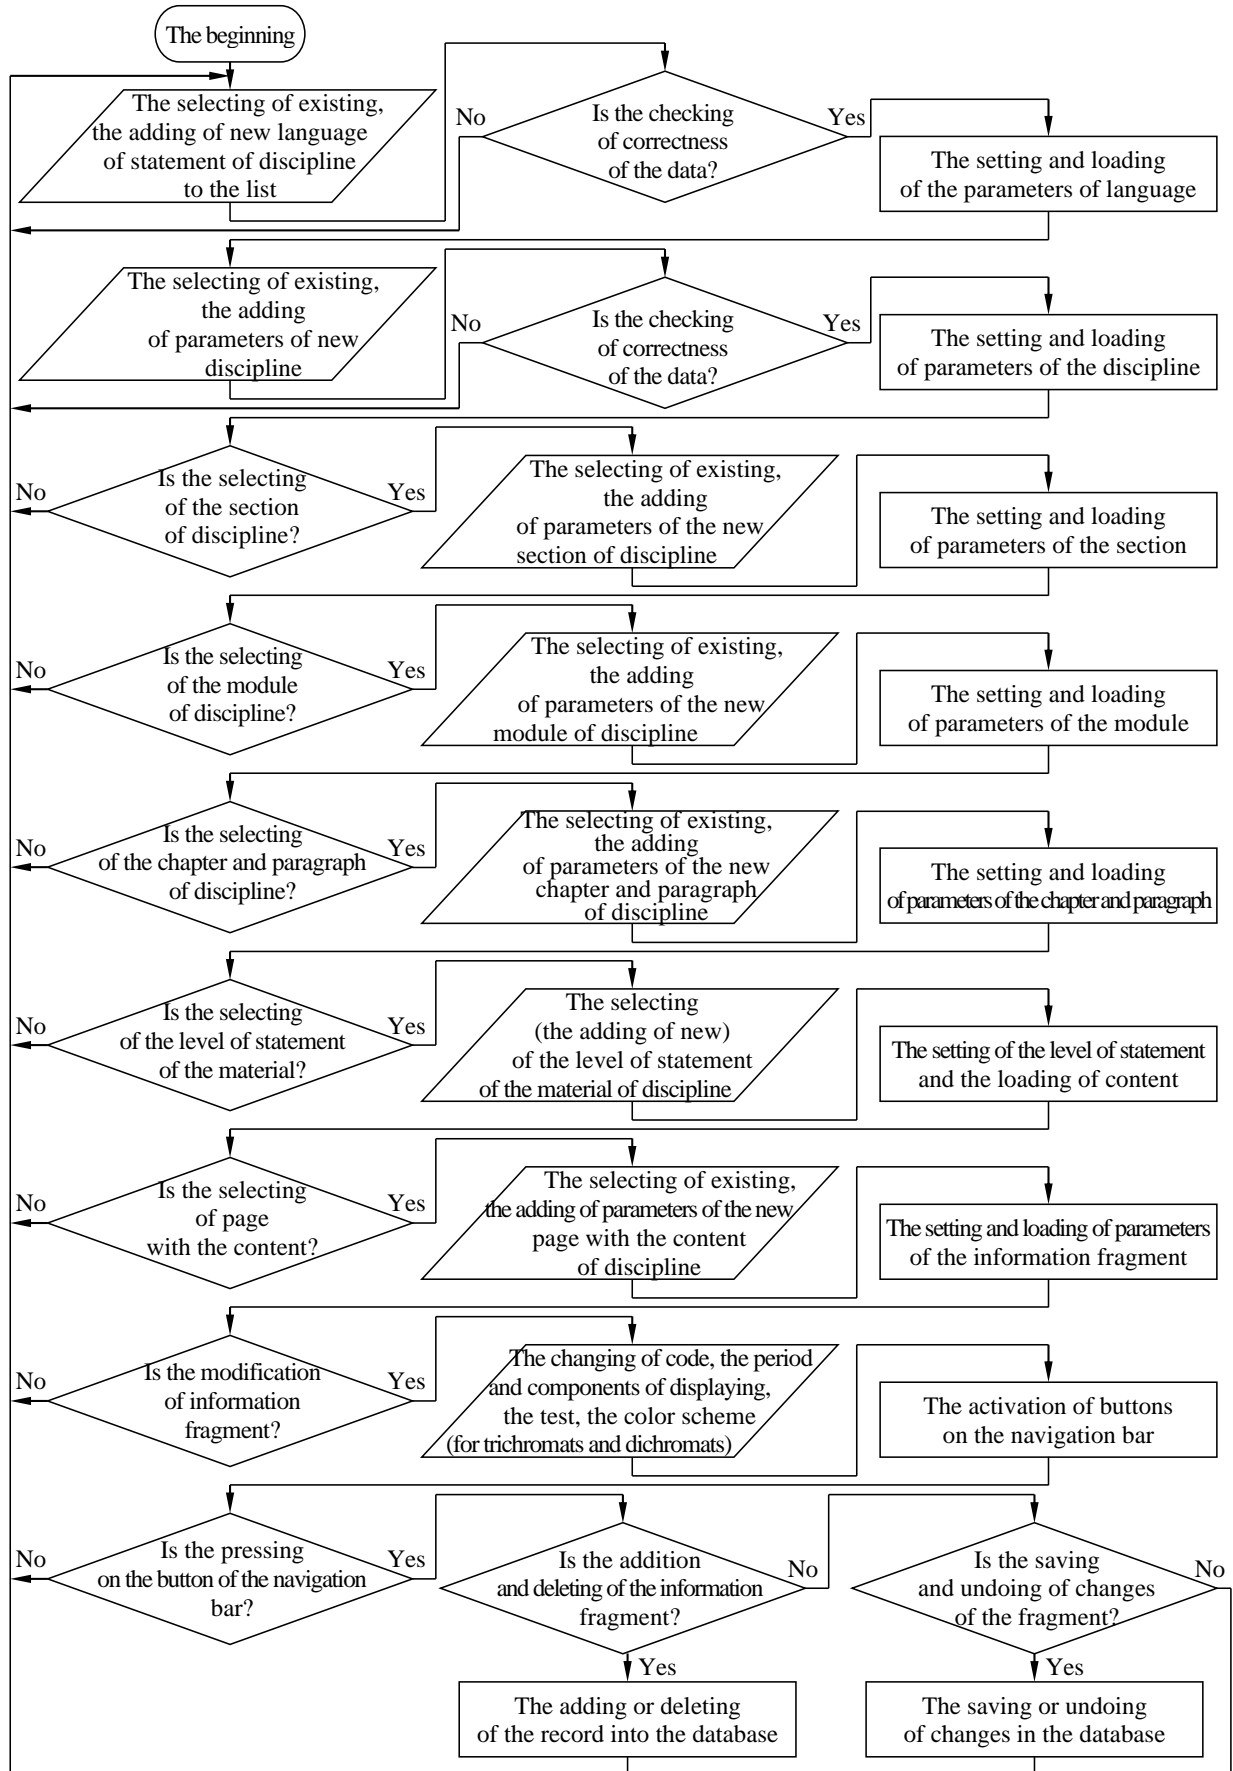 The beginning
The selecting of existing,
the adding of new language
of statement of discipline
to the list
No
Is the checking
of correctness
of the data?
Yes
The setting and loading
of the parameters of language
The selecting of existing,
the adding
of parameters of new
discipline
No
Is the checking
of correctness
of the data?
Yes
The setting and loading
of parameters of the discipline
No
Is the selecting
of the section
of discipline?
Yes
The selecting of existing,
the adding
of parameters of the new
section of discipline
The setting and loading
of parameters of the section
No
Is the selecting
of the module
of discipline?
Yes
The selecting of existing,
the adding
of parameters of the new
module of discipline
The setting and loading
of parameters of the module
No
Is the selecting
of the chapter and paragraph
of discipline?
Yes
The selecting of existing,
the adding
of parameters of the new
chapter and paragraph
of discipline
The setting and loading
of parameters of the chapter and paragraph
No
Is the selecting
of the level of statement
of the material?
Yes
The selecting
(the adding of new)
of the level of statement
of the material of discipline
The setting of the level of statement
and the loading of content
No
Is the selecting
of page
with the content?
Yes
The selecting of existing,
the adding of parameters of the new
page with the content
of discipline
The setting and loading of parameters
of the information fragment
No
Is the modification
of information
fragment?
Yes
The changing of code, the period
and components of displaying,
the test, the color scheme
(for trichromats and dichromats)
The activation of buttons
on the navigation bar
No
Is the pressing
on the button of the navigation
bar?
Yes
Is the addition
and deleting of the information
fragment?
No
Is the saving
and undoing of changes
of the fragment?
No
Yes
Yes
The adding or deleting
of the record into the database
The saving or undoing
of changes in the database